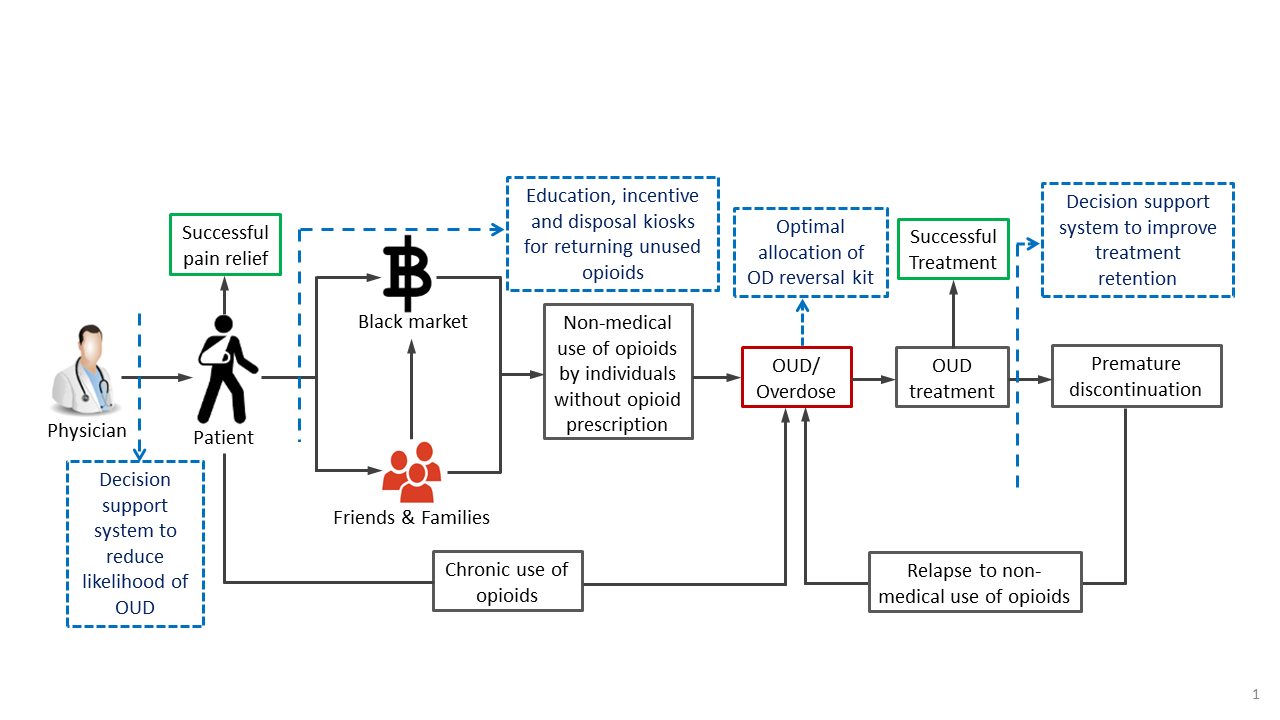 Successful
pain relief
Education, incentive
and disposal kiosks
for returning unused
opioids
Optimal
allocation of
OD reversal kit
Successful
Treatment
Decision support
system to improve
treatment
retention
Physician
Patient
Black market
Friends & Families
Non-medical
use of opioids
by individuals
without opioid
prescription
OUD/
Overdose
OUD
treatment
Premature
discontinuation
Decision
support
system to
reduce
likelihood of
OUD
Chronic use of
opioids
Relapse to non-
medical use of opioids
1